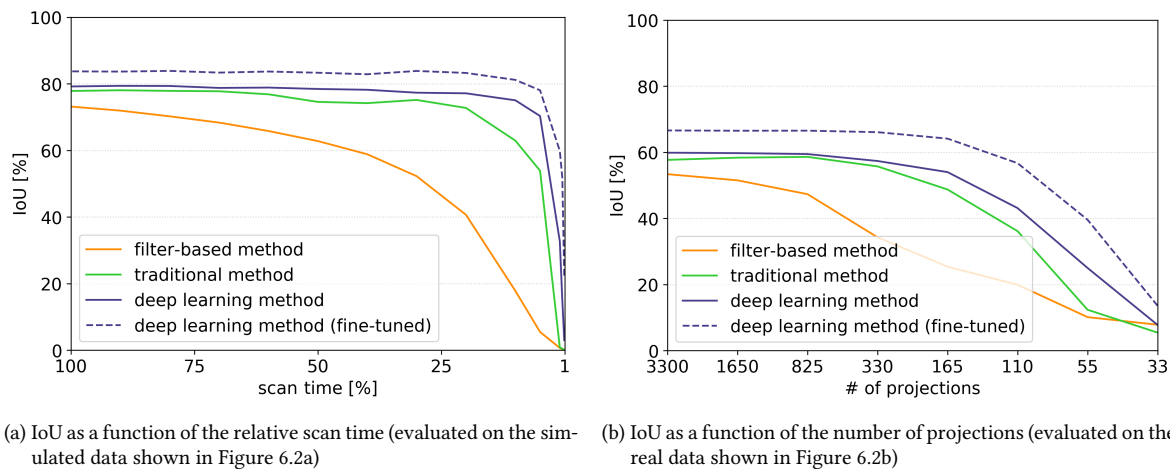 100
80
60
40
20
0
IoU [%]
filter-based method
traditional method
deep learning method
deep learning method (fine-tuned)
100 75 50 25 1
scan time [%]
(a) IoU as a function of the relative scan time (evaluated on the sim-
ulated data shown in Figure 6.2a)
100
80
60
40
20
0
IoU [%]
filter-based method
traditional method
deep learning method
deep learning method (fine-tuned)
3300 1650 825 330 165 110 55 33
# of projections
(b) IoU as a function of the number of projections (evaluated on the
real data shown in Figure 6.2b)